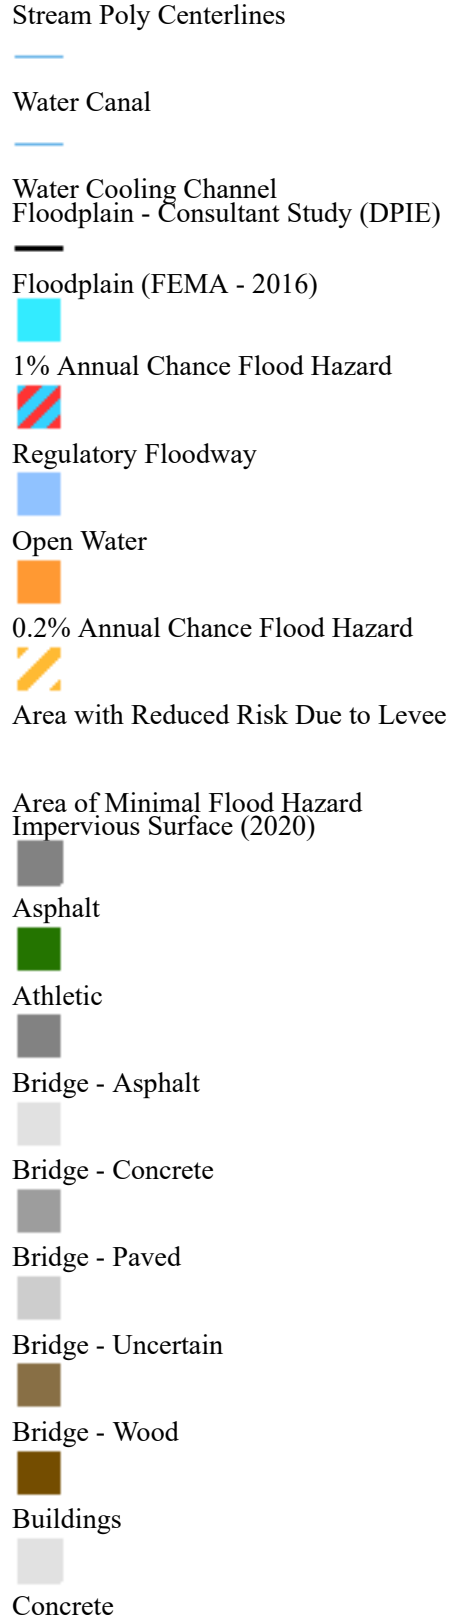 Stream Poly Centerlines
Water Canal
Water Cooling Channel
Floodplain - Consultant Study (DPIE)
Floodplain (FEMA - 2016)
1% Annual Chance Flood Hazard
Regulatory Floodway
Open Water
0.2% Annual Chance Flood Hazard
Area with Reduced Risk Due to Levee
Area of Minimal Flood Hazard
Impervious Surface (2020)
Asphalt
Athletic
Bridge - Asphalt
Bridge - Concrete
Bridge - Paved
Bridge - Uncertain
Bridge - Wood
Buildings
Concrete